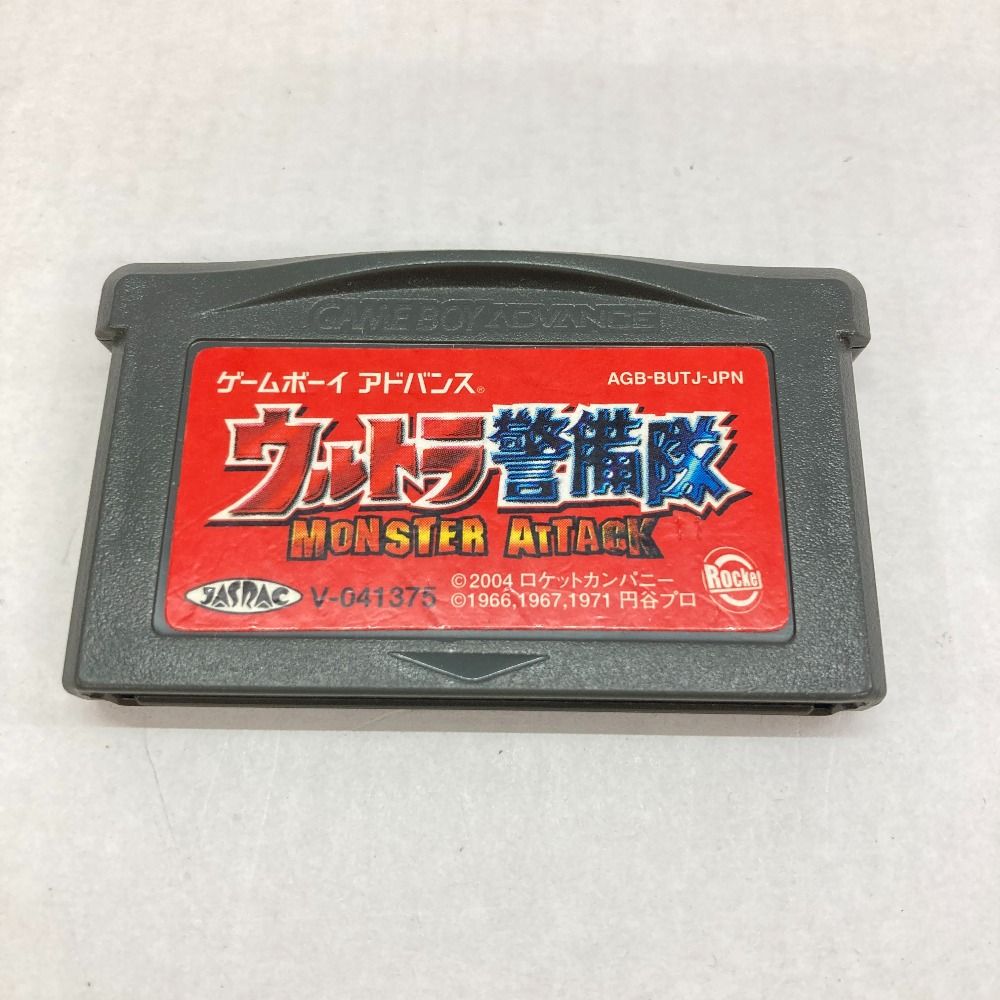 GAME BOY ADVANCE
ゲームボーイ アドバンス® AGB-BUTJ-JPN
ウルトラ警備隊
MONSTER ATTACK
JASRAC V-041375
©2004 ロケットカンパニー
©1966,1967,1971 円谷プロ
Rocket